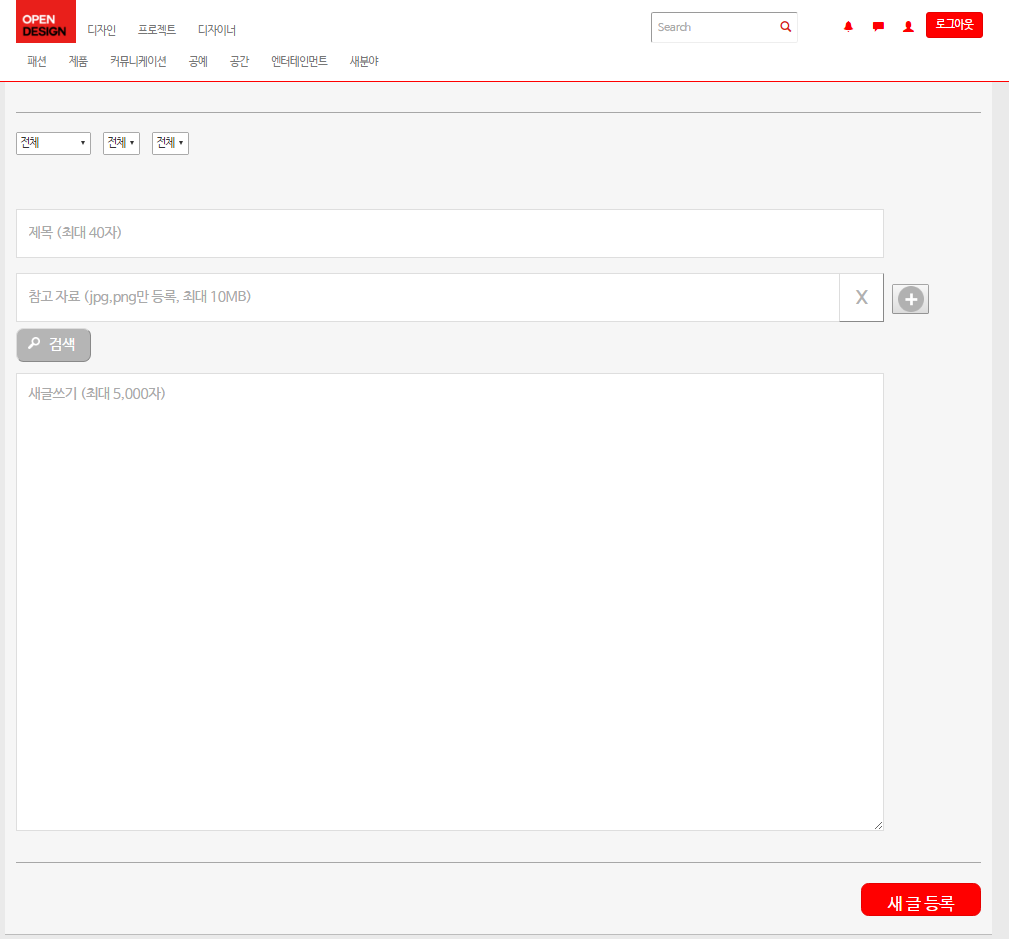 OPEN
DESIGN
디자인 프로젝트 디자이너
Search
로그아웃
패션 제품 커뮤니케이션 공예 공간 엔터테인먼트 새분야
전체 전체 전체
제목 (최대 40자)
참고 자료 (jpg,png만 등록, 최대 10MB)
X
검색
새글쓰기 (최대 5,000자)
새 글 등록